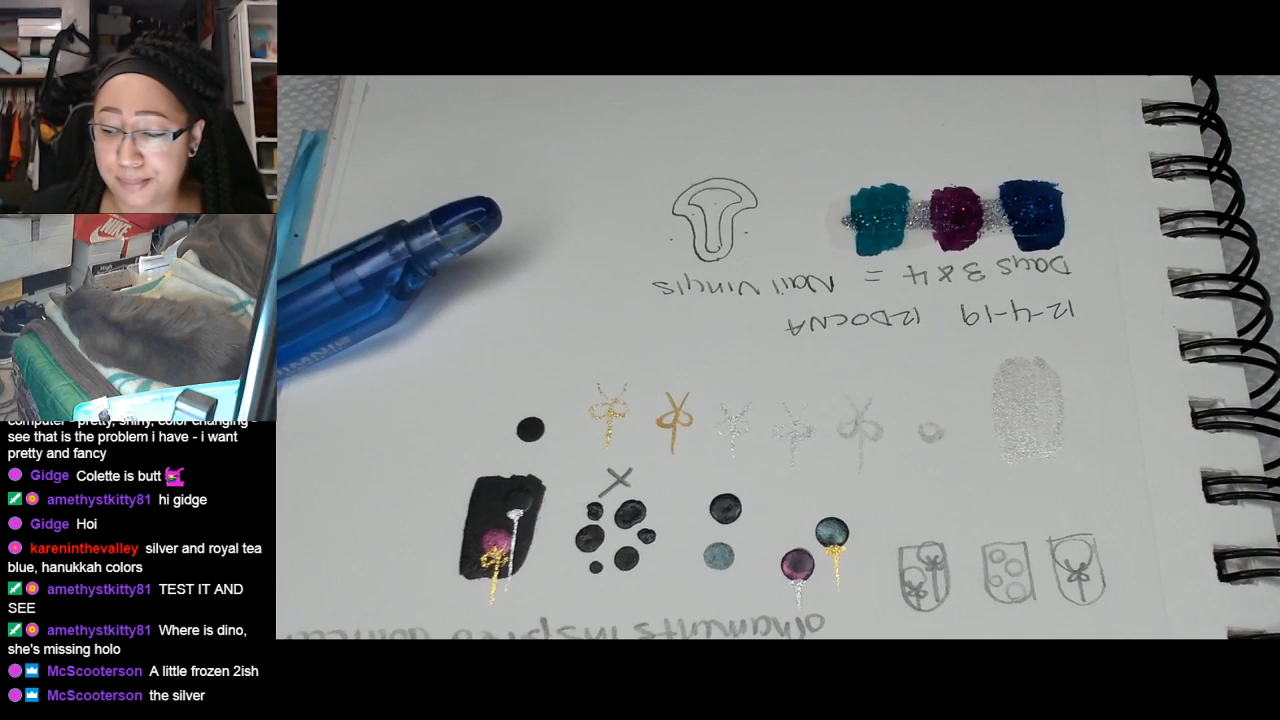 NIKE
computer - pretty, shiny, color changing
see that is the problem i have - i want
pretty and fancy
Gidge Colette is butt
amethystkitty81 hi gidge
Gidge Hoi
kareninthevalley silver and royal tea
blue, hanukkah colors
amethystkitty81 TEST IT AND
SEE
amethystkitty81 Where is dino,
she's missing holo
McScooterson A little frozen 2ish
McScooterson the silver
12-4-19 12DOCNA
Days 3 & 4 = Nail Vinyls
ornaments inspired